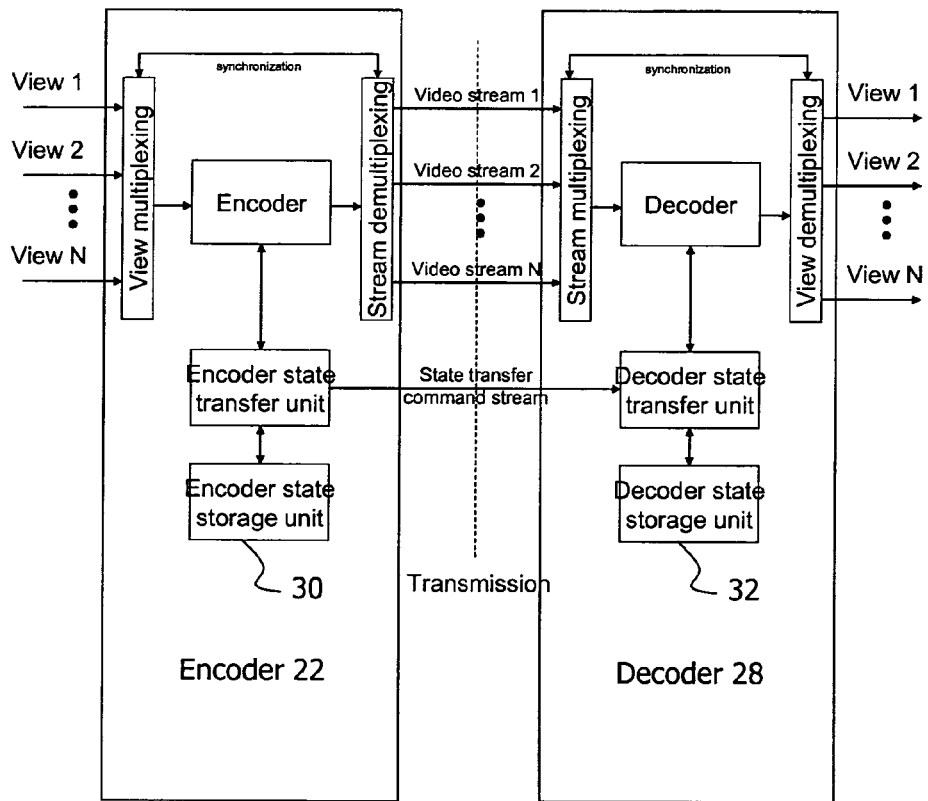 synchronization
synchronization
View 1
View 2
View N
View multiplexing
Encoder
Stream demultiplexing
Video stream 1
Video stream 2
Video stream N
Stream multiplexing
Decoder
View demultiplexing
View 1
View 2
View N
Encoder state
transfer unit
State transfer
command stream
Decoder state
transfer unit
Encoder state
storage unit
Decoder state
storage unit
30
Transmission
32
Encoder 22
Decoder 28